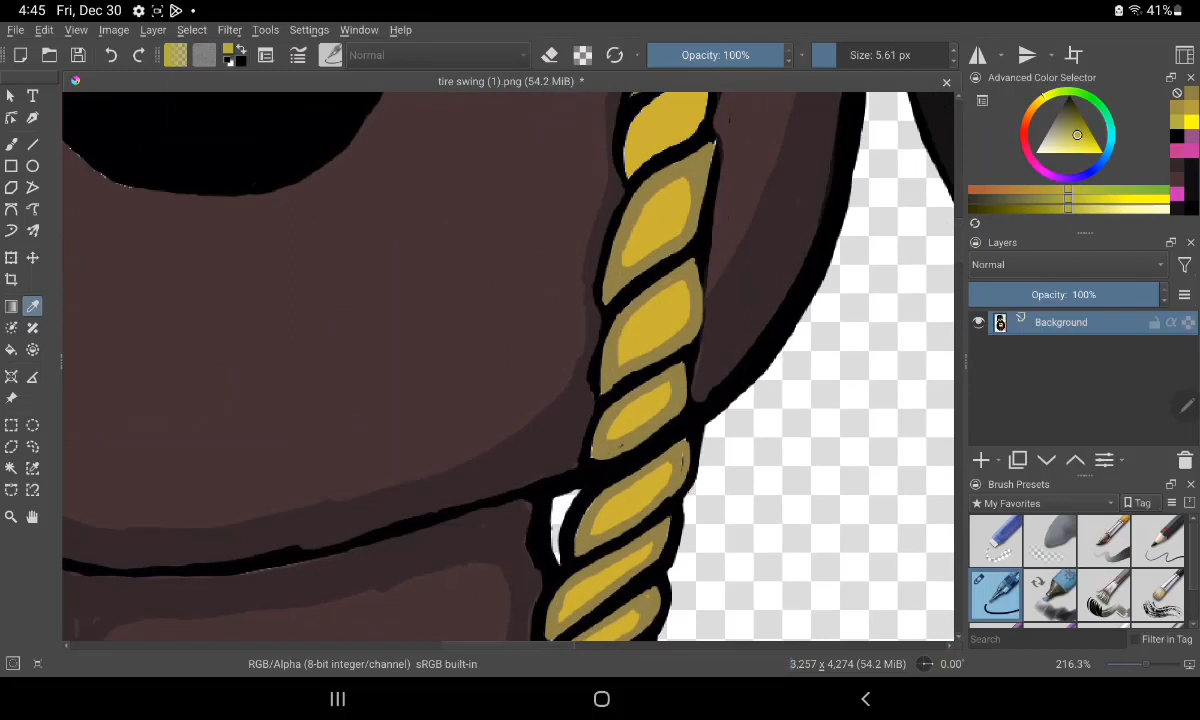 4:45 Fri, Dec 30
41%
File Edit View Image Layer Select Filter Tools Settings Window Help
Normal
Opacity: 100%
Size: 5.61 px
tire swing (1).png (54.2 MiB) *
Advanced Color Selector
Layers
Normal
Opacity: 100%
Background
Brush Presets
My Favorites
Tag
Search
Filter in Tag
RGB/Alpha (8-bit integer/channel) sRGB built-in
3,257 x 4,274 (54.2 MiB)
0.00°
216.3%